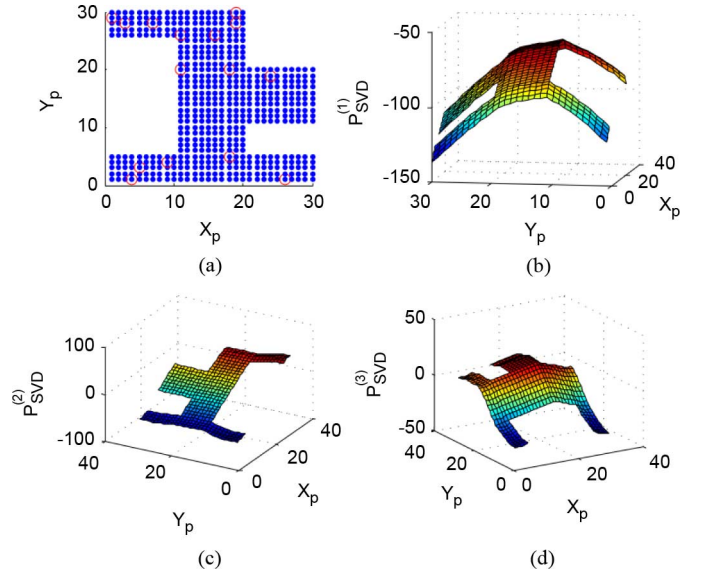 30
20
10
0
Y_p
0 10 20 30
X_p
(a)
-50
-100
-150
P_SVD^(1)
30 20 10 0
Y_p
40
20
0
X_p
(b)
100
0
-100
P_SVD^(2)
40 20 0
Y_p
0 20 40
X_p
(c)
50
0
-50
P_SVD^(3)
40 20 0
Y_p
0 20 40
X_p
(d)